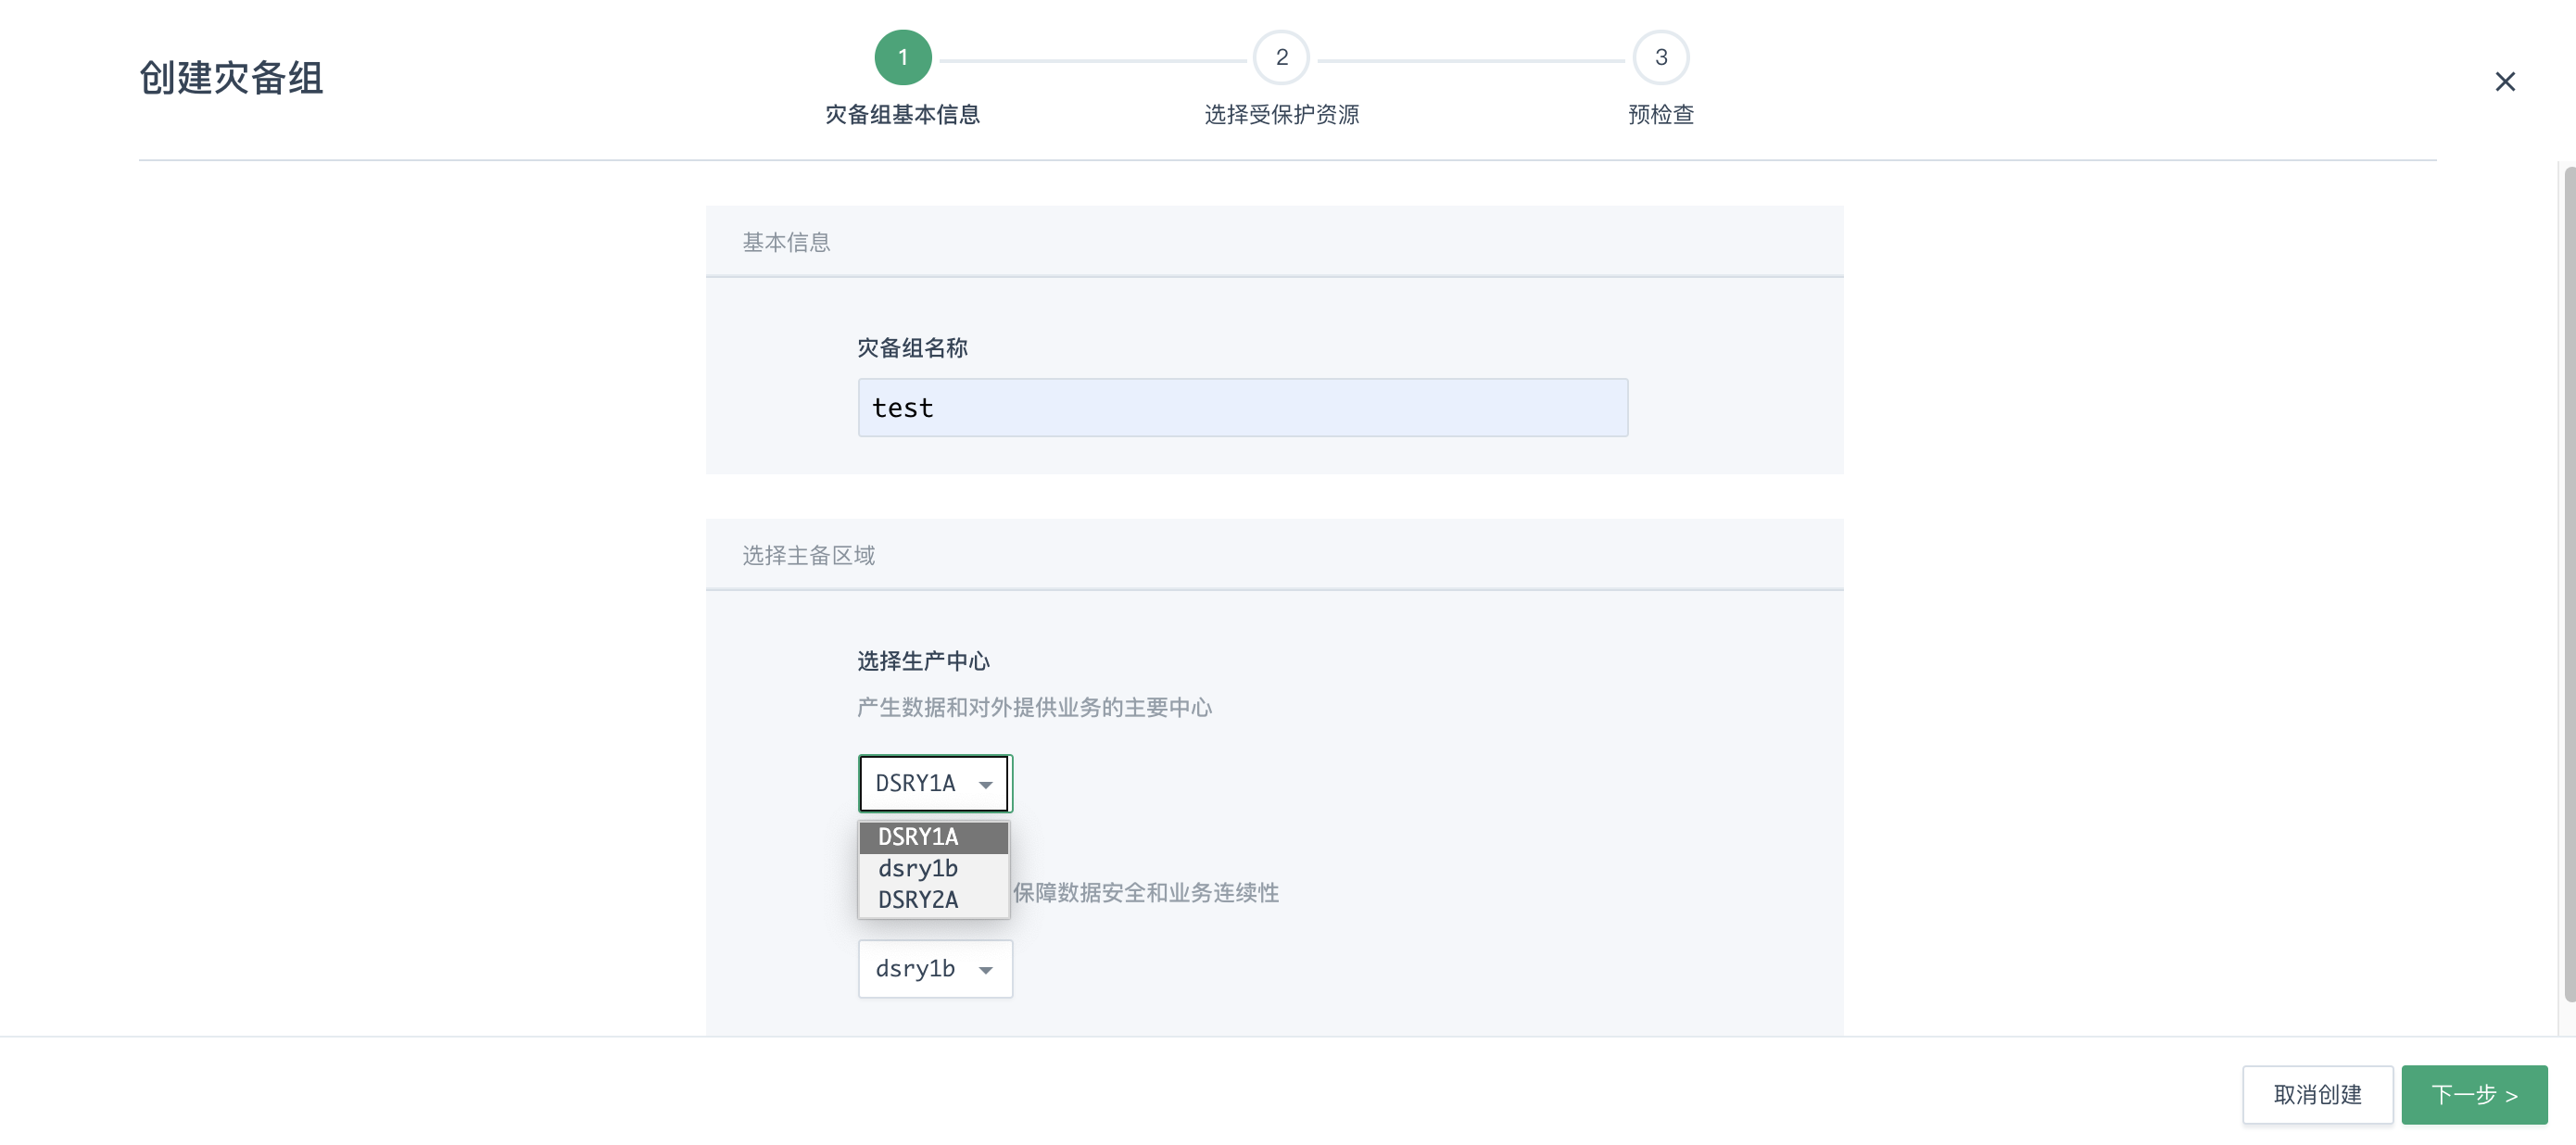 创建灾备组
1
2
3
灾备组基本信息
选择受保护资源
预检查
基本信息
灾备组名称
test
选择主备区域
选择生产中心
产生数据和对外提供业务的主要中心
DSRY1A
DSRY1A
dsry1b
DSRY2A
保障数据安全和业务连续性
dsry1b
取消创建
下一步 >